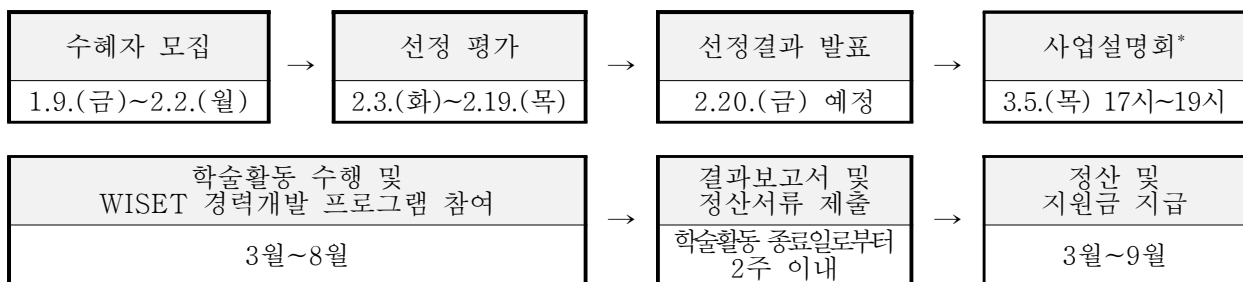 수혜자 모집 → 선정 평가 → 선정결과 발표 → 사업설명회*
1.9.(금)~2.2.(월) 2.3.(화)~2.19.(목) 2.20.(금) 예정 3.5.(목) 17시~19시
학술활동 수행 및
WISET 경력개발 프로그램 참여
3월~8월
→
결과보고서 및
정산서류 제출
학술활동 종료일로부터
2주 이내
→
정산 및
지원금 지급
3월~9월